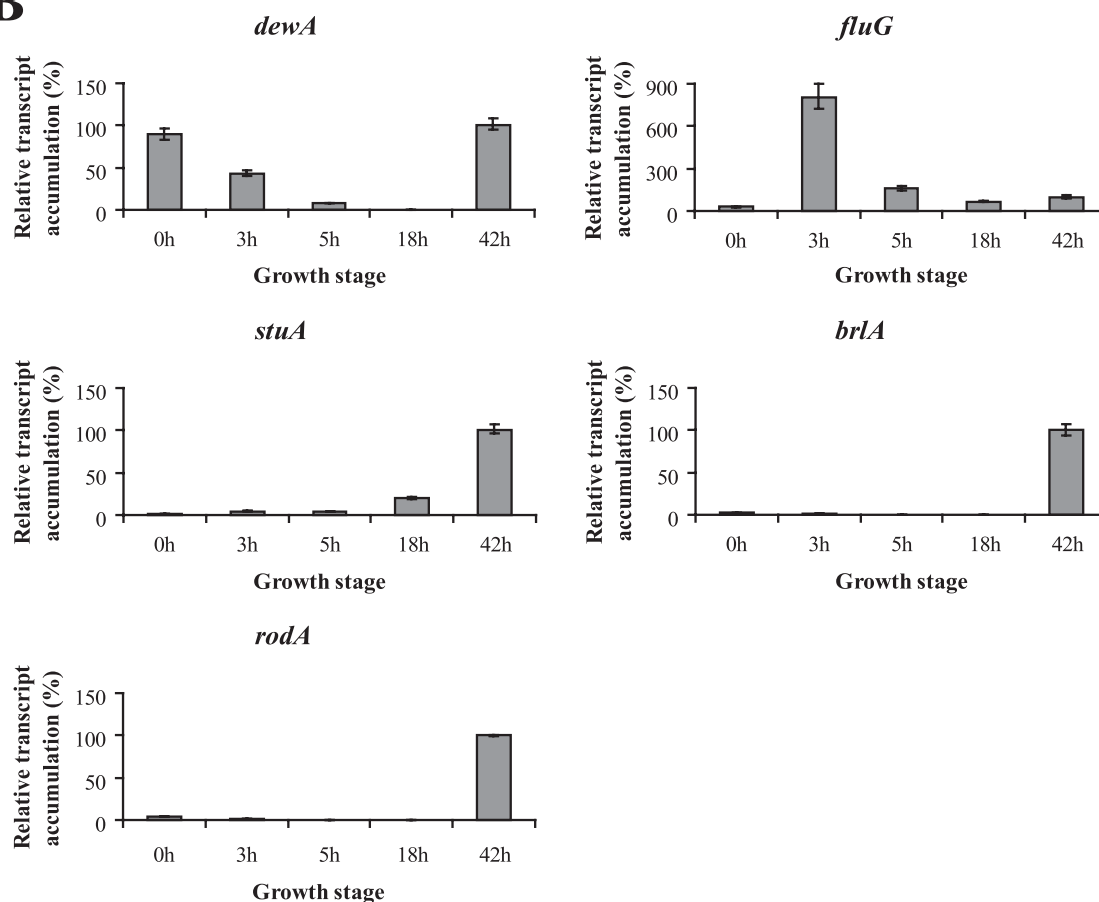 B
dewA
Relative transcript
accumulation (%)
150
100
50
0
0h 3h 5h 18h 42h
Growth stage
fluG
Relative transcript
accumulation (%)
900
600
300
0
0h 3h 5h 18h 42h
Growth stage
stuA
Relative transcript
accumulation (%)
150
100
50
0
0h 3h 5h 18h 42h
Growth stage
brlA
Relative transcript
accumulation (%)
150
100
50
0
0h 3h 5h 18h 42h
Growth stage
rodA
Relative transcript
accumulation (%)
150
100
50
0
0h 3h 5h 18h 42h
Growth stage